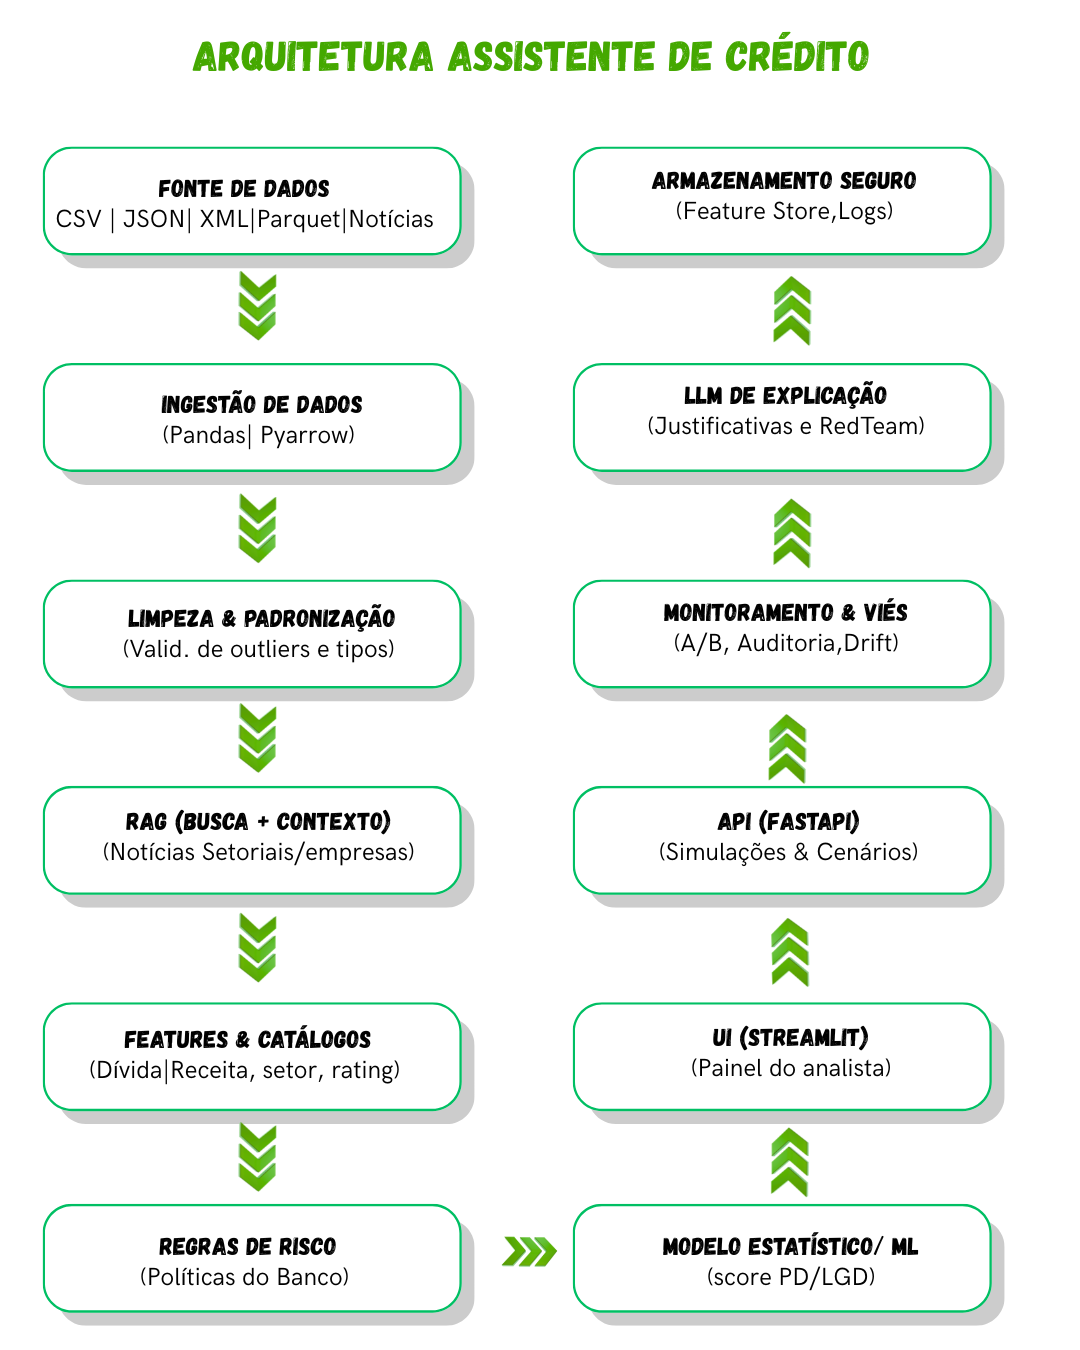 ARQUITETURA ASSISTENTE DE CRÉDITO
FONTE DE DADOS
CSV | JSON| XML|Parquet|Notícias
INGESTÃO DE DADOS
(Pandas| Pyarrow)
LIMPEZA & PADRONIZAÇÃO
(Valid. de outliers e tipos)
RAG (BUSCA + CONTEXTO)
(Notícias Setoriais/empresas)
FEATURES & CATÁLOGOS
(Dívida|Receita, setor, rating)
REGRAS DE RISCO
(Políticas do Banco)
MODELO ESTATÍSTICO/ ML
(score PD/LGD)
UI (STREAMLIT)
(Painel do analista)
API (FASTAPI)
(Simulações & Cenários)
MONITORAMENTO & VIÉS
(A/B, Auditoria,Drift)
LLM DE EXPLICAÇÃO
(Justificativas e RedTeam)
ARMAZENAMENTO SEGURO
(Feature Store,Logs)